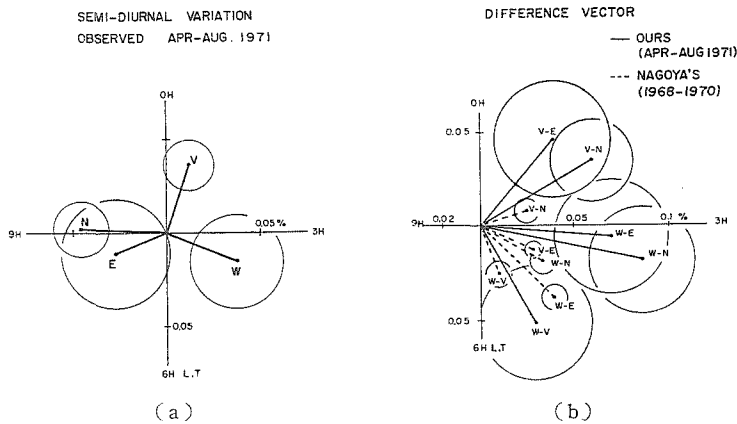 SEMI-DIURNAL VARIATION
OBSERVED APR-AUG. 1971
0H
V
N
E
W
9H
0.05 %
3H
0.05
6H L.T
(a)
DIFFERENCE VECTOR
OURS
(APR-AUG 1971)
NAGOYA'S
(1968-1970)
0H
0.05
V-E
V-N
V-N
9H
0.02
0.05
0.1 %
3H
W-E
V-E
W-N
W-N
W-V
W-E
0.05
W-V
6H L.T
(b)